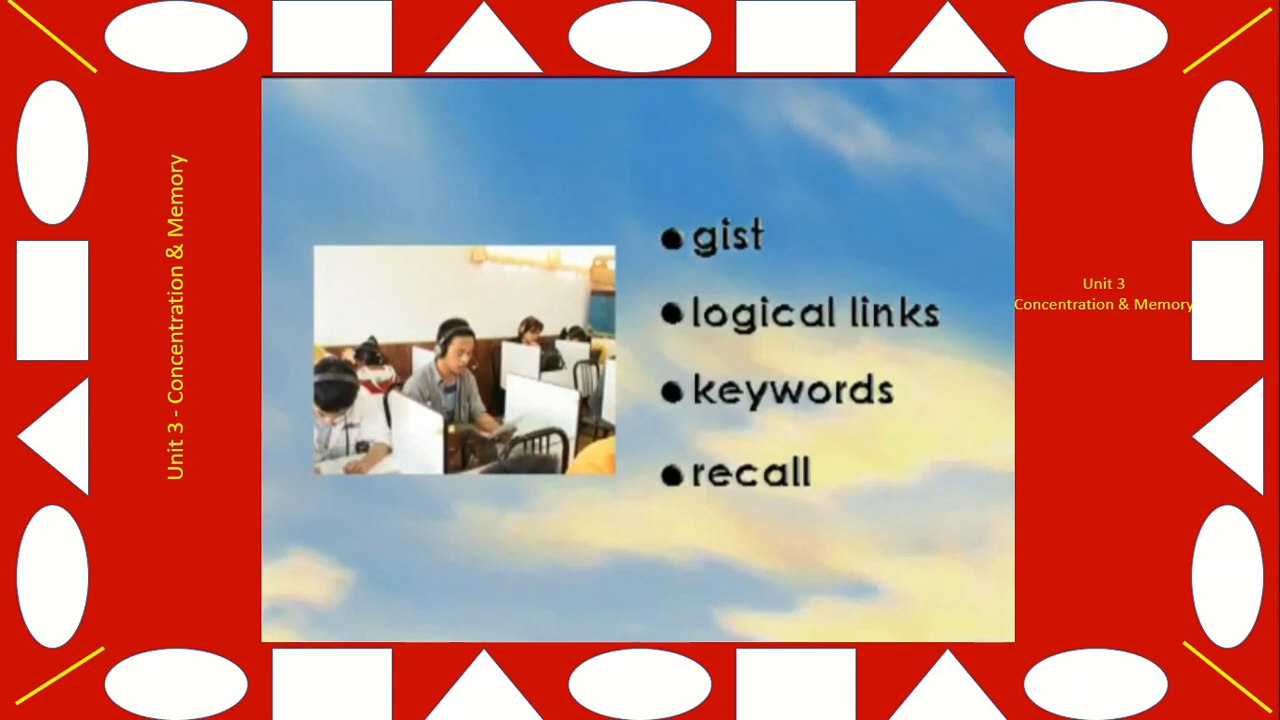 Unit 3 - Concentration & Memory
• gist
• logical links
• keywords
• recall
Unit 3
Concentration & Memory